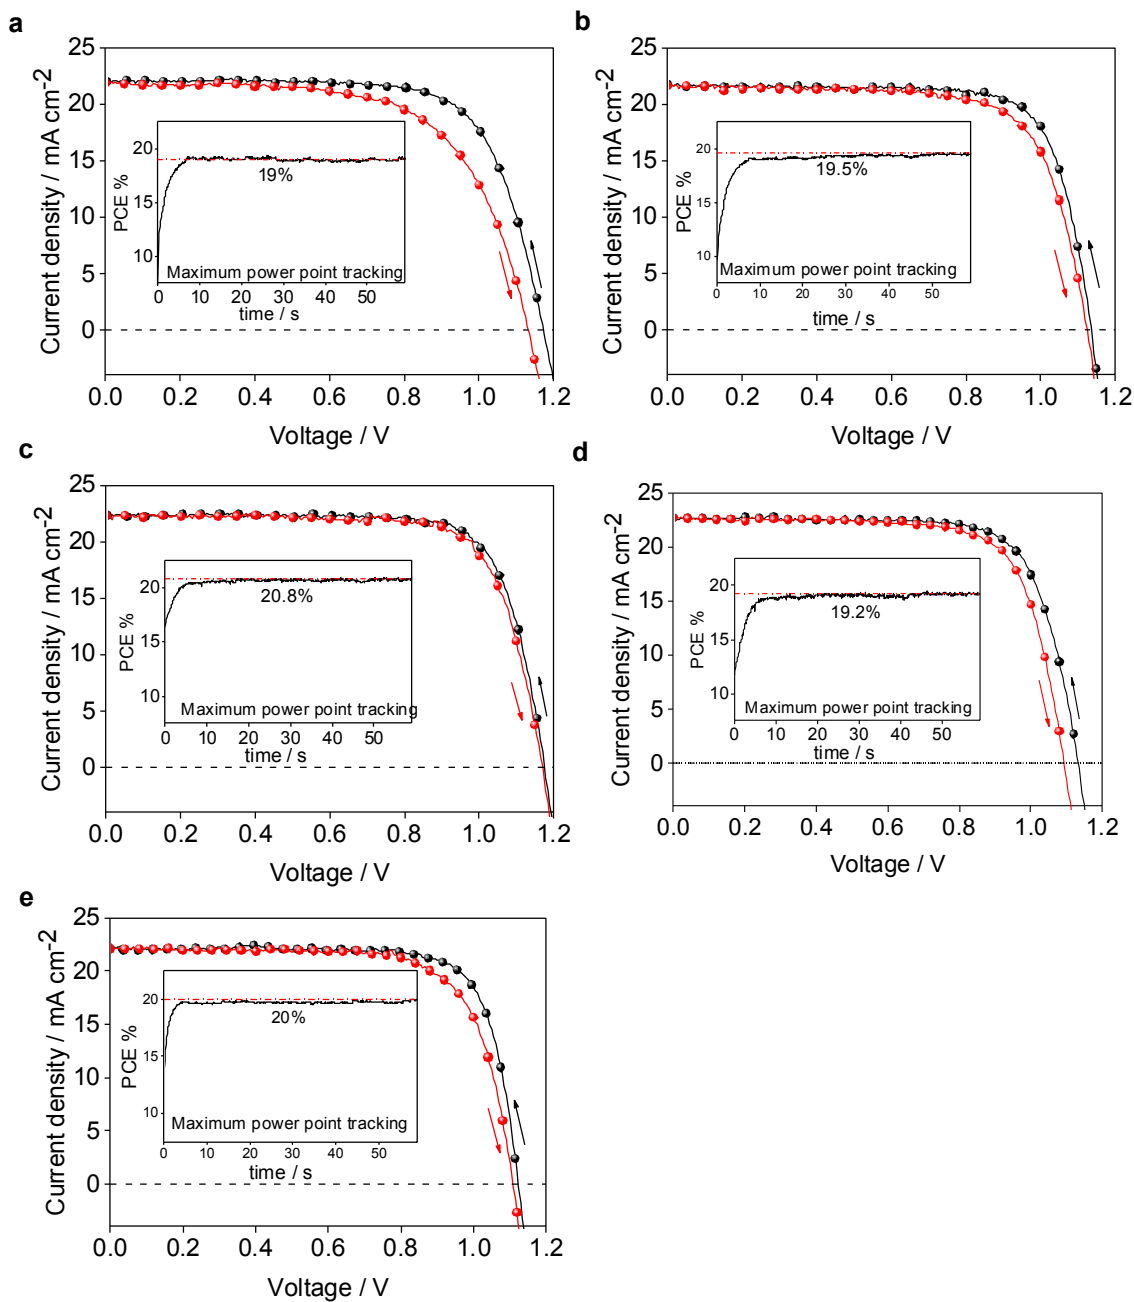 a
Current density / mA cm-2
25
20
15
10
5
0
0.0 0.2 0.4 0.6 0.8 1.0 1.2
Voltage / V
PCE %
20
15
10
19%
Maximum power point tracking
0 10 20 30 40 50
time / s
b
Current density / mA cm-2
25
20
15
10
5
0
0.0 0.2 0.4 0.6 0.8 1.0 1.2
Voltage / V
PCE %
20
15
10
19.5%
Maximum power point tracking
0 10 20 30 40 50
time / s
c
Current density / mA cm-2
25
20
15
10
5
0
0.0 0.2 0.4 0.6 0.8 1.0 1.2
Voltage / V
PCE %
20
15
10
20.8%
Maximum power point tracking
0 10 20 30 40 50
time / s
d
Current density / mA cm-2
25
20
15
10
5
0
0.0 0.2 0.4 0.6 0.8 1.0 1.2
Voltage / V
PCE %
20
15
10
19.2%
Maximum power point tracking
0 10 20 30 40 50
time / s
e
Current density / mA cm-2
25
20
15
10
5
0
0.0 0.2 0.4 0.6 0.8 1.0 1.2
Voltage / V
PCE %
20
15
10
20%
Maximum power point tracking
0 10 20 30 40 50
time / s